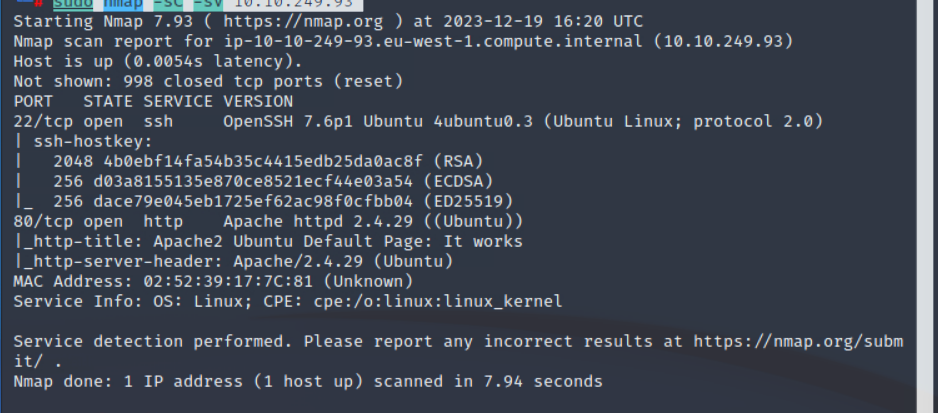 # sudo nmap -sC -sV 10.10.249.93
Starting Nmap 7.93 ( https://nmap.org ) at 2023-12-19 16:20 UTC
Nmap scan report for ip-10-10-249-93.eu-west-1.compute.internal (10.10.249.93)
Host is up (0.0054s latency).
Not shown: 998 closed tcp ports (reset)
PORT   STATE SERVICE VERSION
22/tcp open  ssh     OpenSSH 7.6p1 Ubuntu 4ubuntu0.3 (Ubuntu Linux; protocol 2.0)
| ssh-hostkey:
|   2048 4b0ebf14fa54b35c4415edb25da0ac8f (RSA)
|   256 d03a8155135e870ce8521ecf44e03a54 (ECDSA)
|_  256 dace79e045eb1725ef62ac98f0cfbb04 (ED25519)
80/tcp open  http    Apache httpd 2.4.29 ((Ubuntu))
|_http-title: Apache2 Ubuntu Default Page: It works
|_http-server-header: Apache/2.4.29 (Ubuntu)
MAC Address: 02:52:39:17:7C:81 (Unknown)
Service Info: OS: Linux; CPE: cpe:/o:linux:linux_kernel
Service detection performed. Please report any incorrect results at https://nmap.org/subm
it/ .
Nmap done: 1 IP address (1 host up) scanned in 7.94 seconds